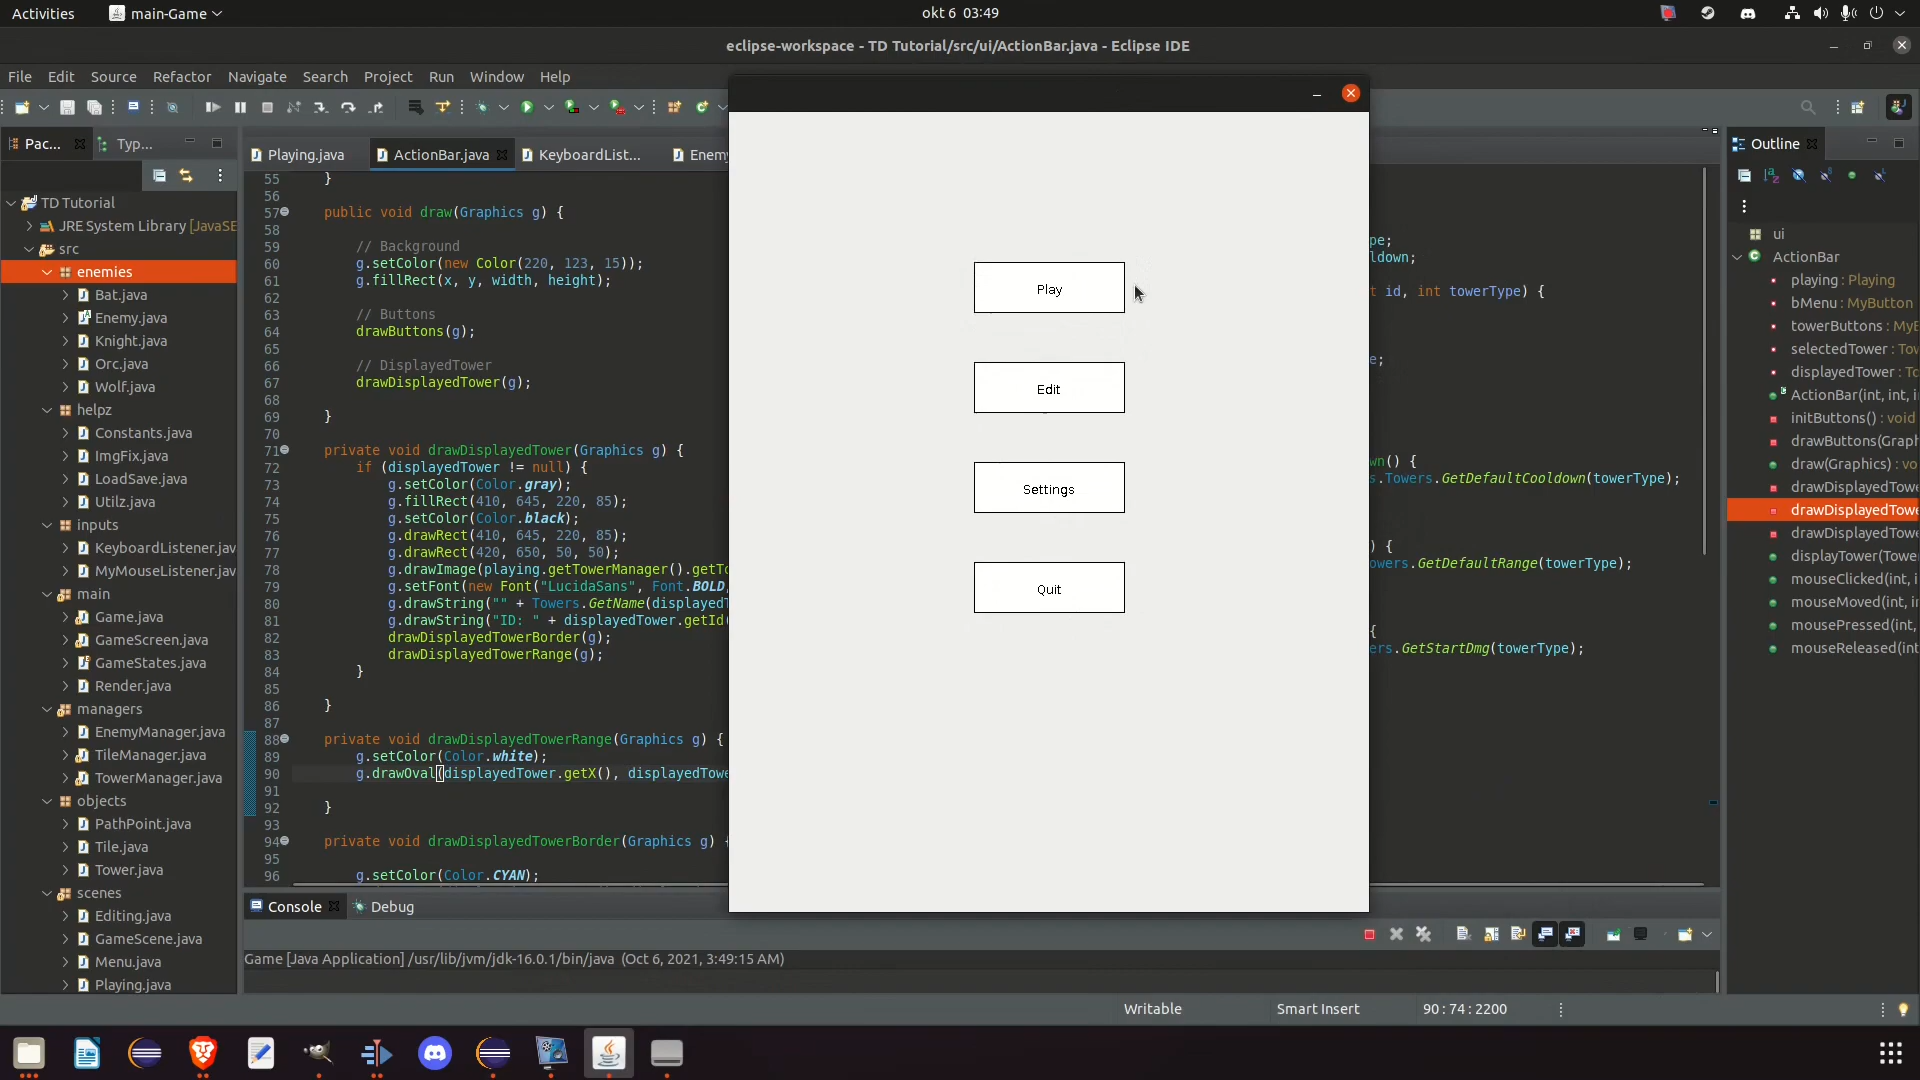 Activities
main-Game
okt 6 03:49
eclipse-workspace - TD Tutorial/src/ui/ActionBar.java - Eclipse IDE
File Edit Source Refactor Navigate Search Project Run Window Help
Pac...
Typ...
TD Tutorial
JRE System Library [JavaSE
src
enemies
Bat.java
Enemy.java
Knight.java
Orc.java
Wolf.java
helpz
Constants.java
ImgFix.java
LoadSave.java
Utilz.java
inputs
KeyboardListener.jav
MyMouseListener.jav
main
Game.java
GameScreen.java
GameStates.java
Render.java
managers
EnemyManager.java
TileManager.java
TowerManager.java
objects
PathPoint.java
Tile.java
Tower.java
scenes
Editing.java
GameScene.java
Menu.java
Playing.java
Playing.java
ActionBar.java
KeyboardList...
Enemy
55 }
56
57 public void draw(Graphics g) {
58
59 // Background
60 g.setColor(new Color(220, 123, 15));
61 g.fillRect(x, y, width, height);
62
63 // Buttons
64 drawButtons(g);
65
66 // DisplayedTower
67 drawDisplayedTower(g);
68
69 }
70
71 private void drawDisplayedTower(Graphics g) {
72 if (displayedTower != null) {
73 g.setColor(Color.gray);
74 g.fillRect(410, 645, 220, 85);
75 g.setColor(Color.black);
76 g.drawRect(410, 645, 220, 85);
77 g.drawRect(420, 650, 50, 50);
78 g.drawImage(playing.getTowerManager().getTo
79 g.setFont(new Font("LucidaSans", Font.BOLD,
80 g.drawString("" + Towers.GetName(displayedT
81 g.drawString("ID: " + displayedTower.getId(
82 drawDisplayedTowerBorder(g);
83 drawDisplayedTowerRange(g);
84 }
85
86 }
87
88 private void drawDisplayedTowerRange(Graphics g) {
89 g.setColor(Color.white);
90 g.drawOval(displayedTower.getX(), displayedTowe
91
92 }
93
94 private void drawDisplayedTowerBorder(Graphics g) {
95
96 g.setColor(Color.CYAN);
Play
Edit
Settings
Quit
pe;
ldown;
t id, int towerType) {
e;
wn() {
s.Towers.GetDefaultCooldown(towerType);
) {
owers.GetDefaultRange(towerType);
{
ers.GetStartDmg(towerType);
Outline
ui
ActionBar
playing : Playing
bMenu : MyButton
towerButtons : MyB
selectedTower : Tov
displayedTower : To
ActionBar(int, int, i
initButtons() : void
drawButtons(Graph
draw(Graphics) : vo
drawDisplayedTowe
drawDisplayedTowe
drawDisplayedTowe
displayTower(Tower
mouseClicked(int, i
mouseMoved(int, in
mousePressed(int,
mouseReleased(int
Console
Debug
Game [Java Application] /usr/lib/jvm/jdk-16.0.1/bin/java (Oct 6, 2021, 3:49:15 AM)
Writable
Smart Insert
90 : 74 : 2200